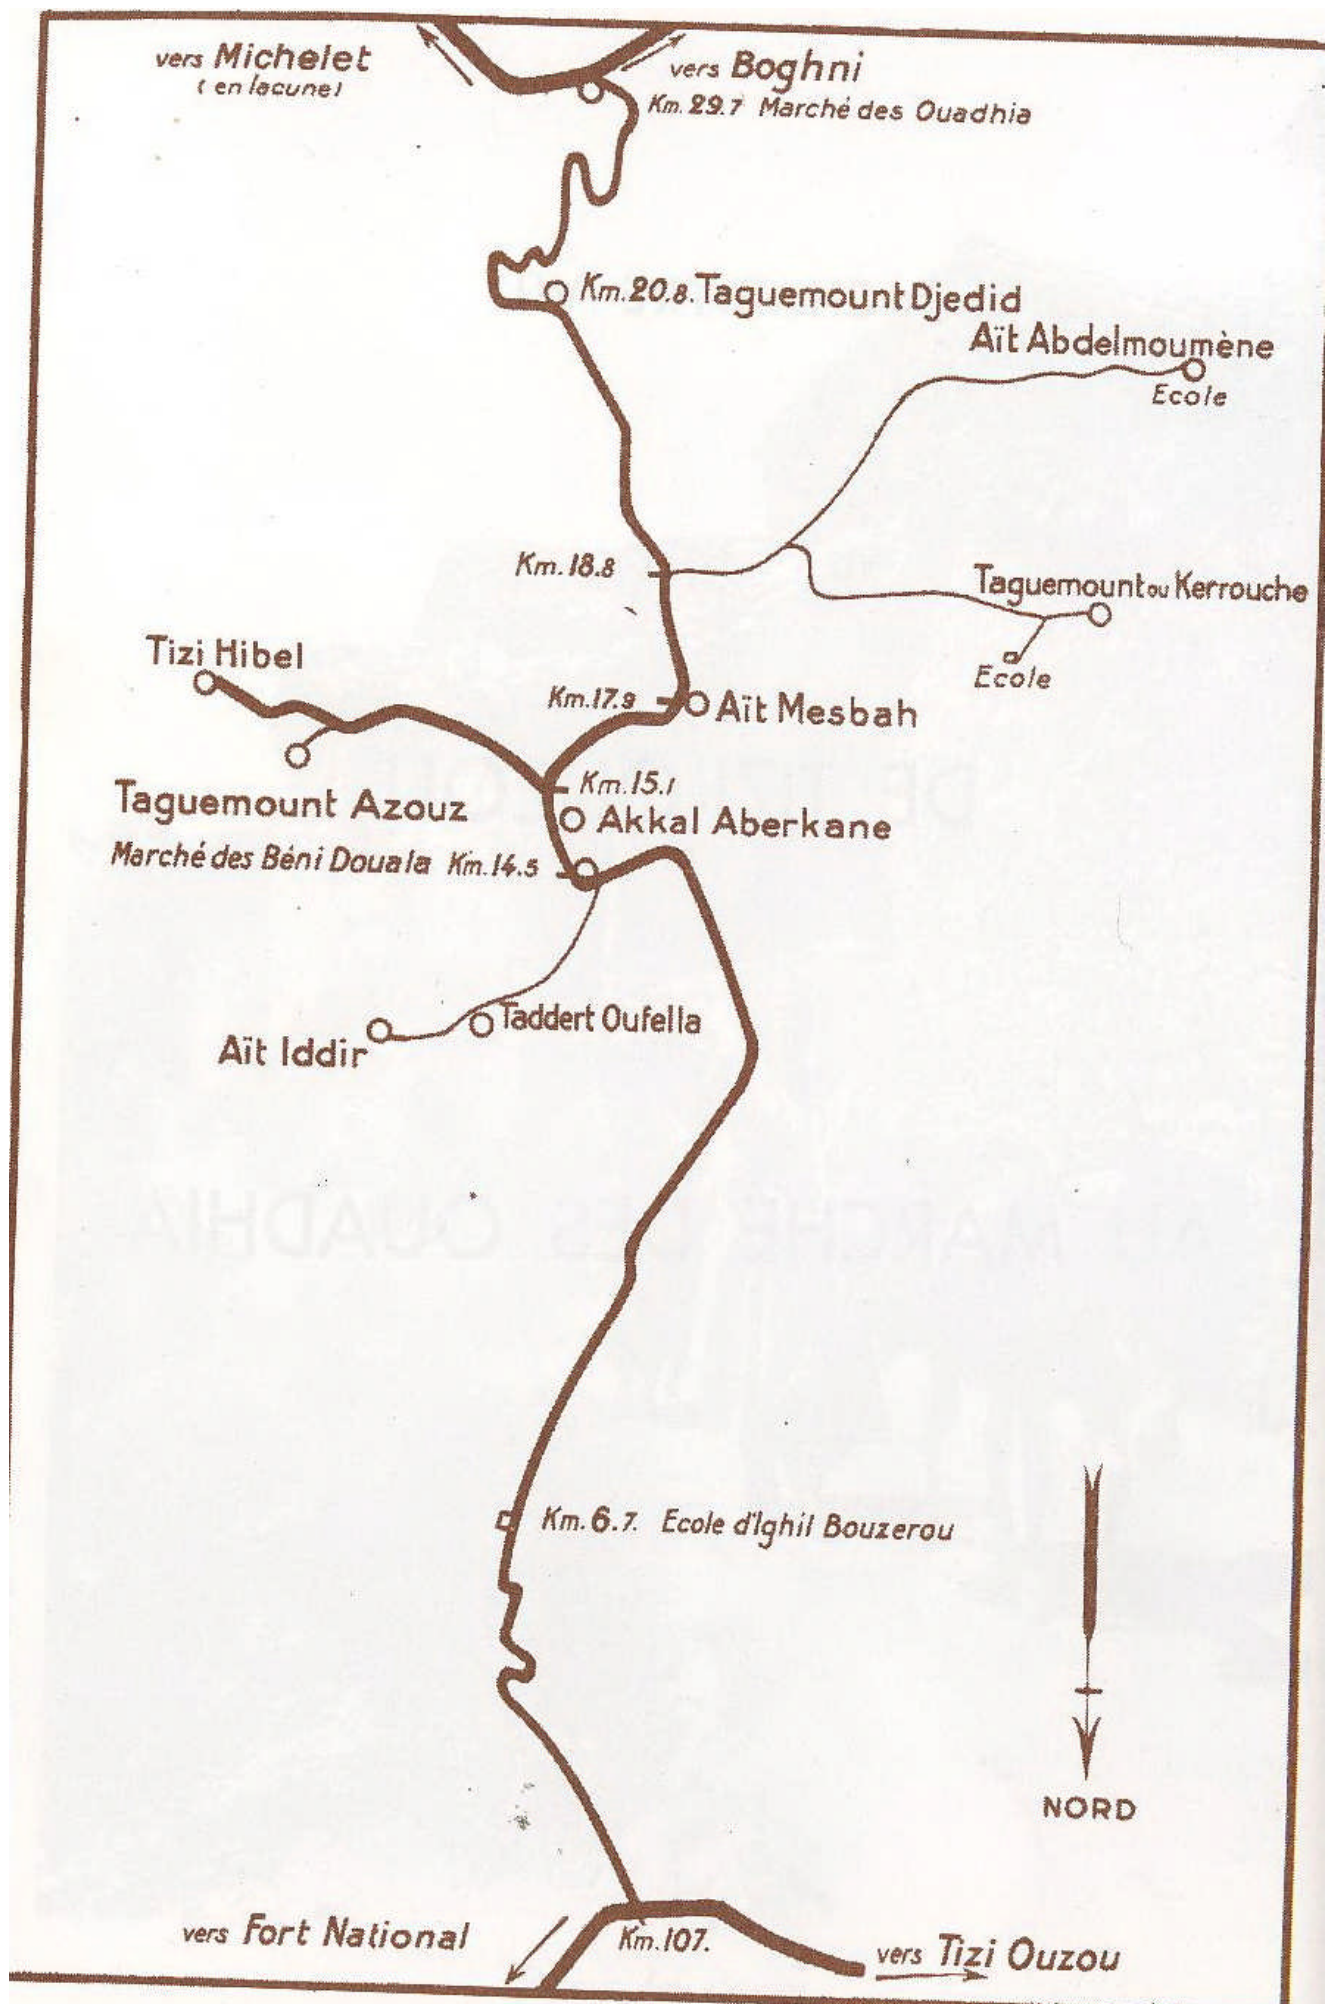 vers Michelet
(en lacune)
vers Boghni
Km. 29.7 Marché des Ouadhia
Km. 20.8. Taguemount Djedid
Aït Abdelmoumène
Ecole
Km. 18.8
Taguemount ou Kerrouche
Ecole
Tizi Hibel
Km. 17.9
Aït Mesbah
Km. 15.1
Taguemount Azouz
Akkal Aberkane
Marché des Béni Douala Km. 14.5
Taddert Oufella
Aït Iddir
MARCHÉ DES OUADHIA
Km. 6.7. Ecole d'Ighil Bouzerou
NORD
vers Fort National
Km. 107.
vers Tizi Ouzou